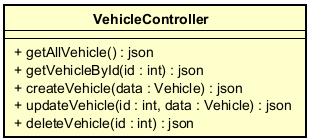 VehicleController
+ getAllVehicle() : json
+ getVehicleById(id : int) : json
+ createVehicle(data : Vehicle) : json
+ updateVehicle(id : int, data : Vehicle) : json
+ deleteVehicle(id : int) : json